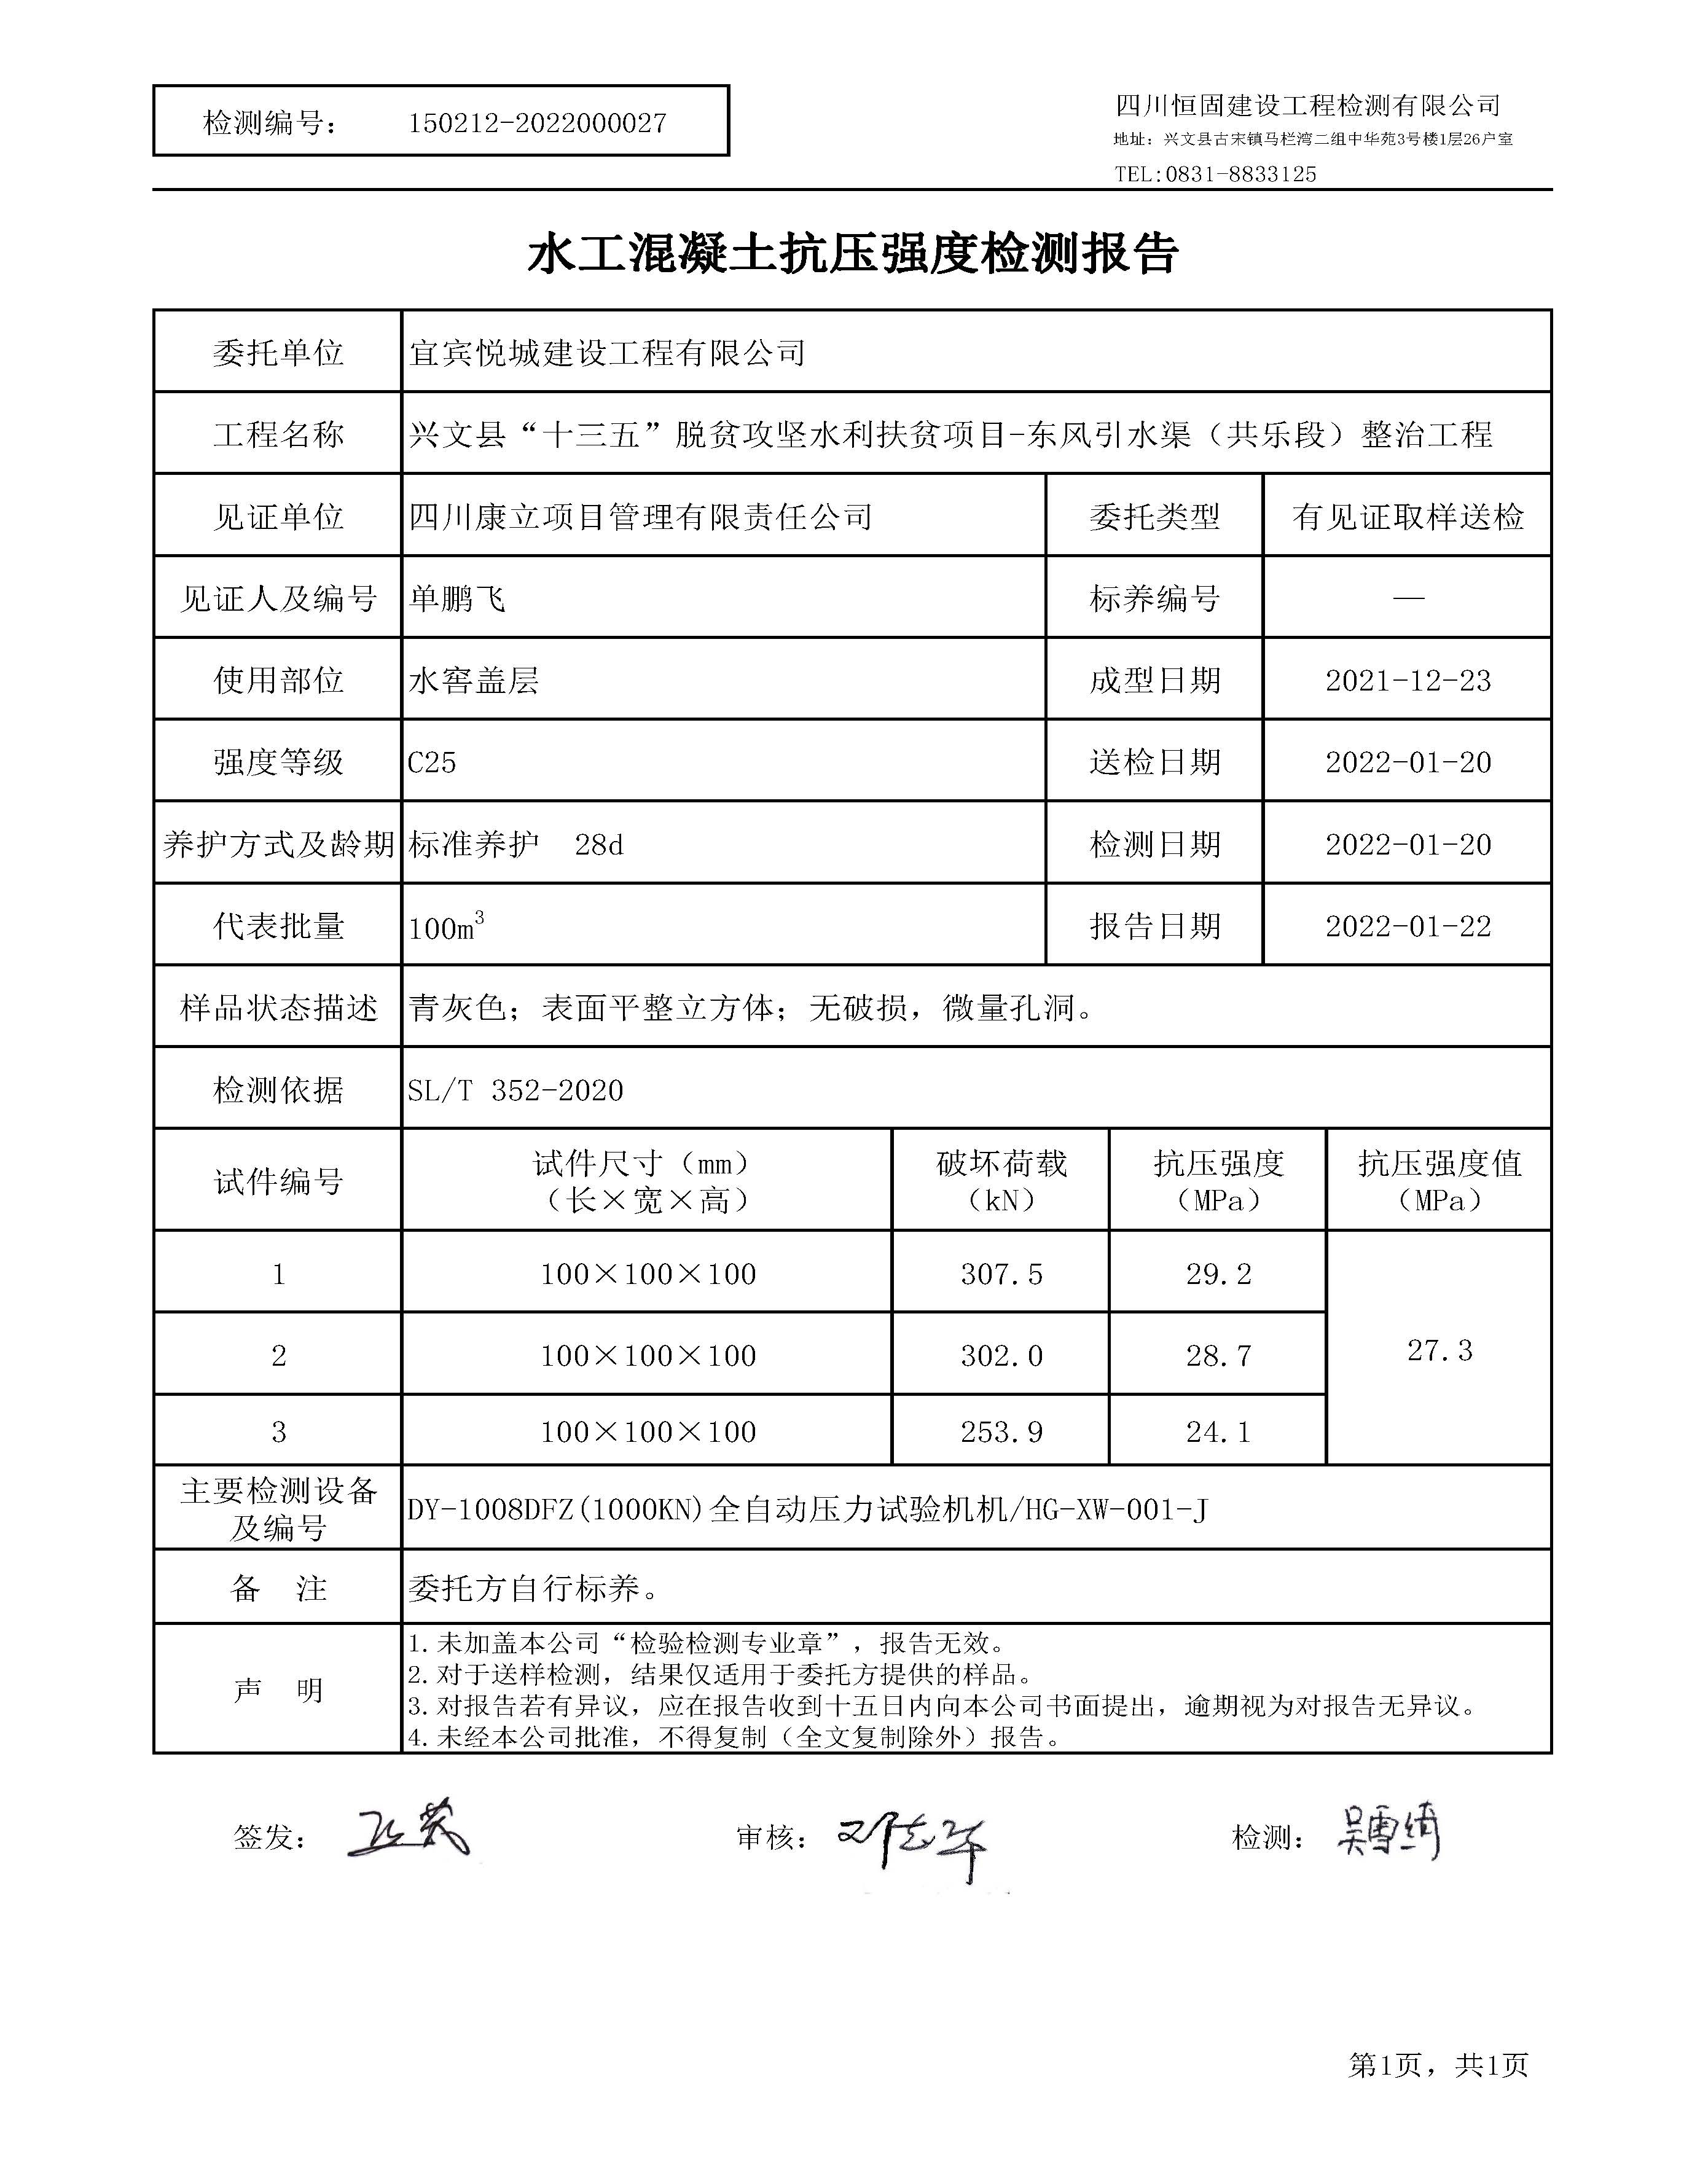 检测编号： 150212-2022000027
四川恒固建设工程检测有限公司
地址：兴文县古宋镇马栏湾二组中华苑3号楼1层26户室
TEL:0831-8833125
水工混凝土抗压强度检测报告
委托单位 宜宾悦城建设工程有限公司
工程名称 兴文县“十三五”脱贫攻坚水利扶贫项目-东风引水渠（共乐段）整治工程
见证单位 四川康立项目管理有限责任公司 委托类型 有见证取样送检
见证人及编号 单鹏飞 标养编号 —
使用部位 水窖盖层 成型日期 2021-12-23
强度等级 C25 送检日期 2022-01-20
养护方式及龄期 标准养护 28d 检测日期 2022-01-20
代表批量 100m³ 报告日期 2022-01-22
样品状态描述 青灰色；表面平整立方体；无破损，微量孔洞。
检测依据 SL/T 352-2020
试件编号 试件尺寸（mm） 破坏荷载 抗压强度 抗压强度值
（长×宽×高） （kN） （MPa） （MPa）
1 100×100×100 307.5 29.2
2 100×100×100 302.0 28.7 27.3
3 100×100×100 253.9 24.1
主要检测设备
及编号 DY-1008DFZ(1000KN)全自动压力试验机机/HG-XW-001-J
备 注 委托方自行标养。
声 明
1.未加盖本公司“检验检测专业章”，报告无效。
2.对于送样检测，结果仅适用于委托方提供的样品。
3.对报告若有异议，应在报告收到十五日内向本公司书面提出，逾期视为对报告无异议。
4.未经本公司批准，不得复制（全文复制除外）报告。
签发： 审核：邓志华 检测：吴雪绮
第1页，共1页